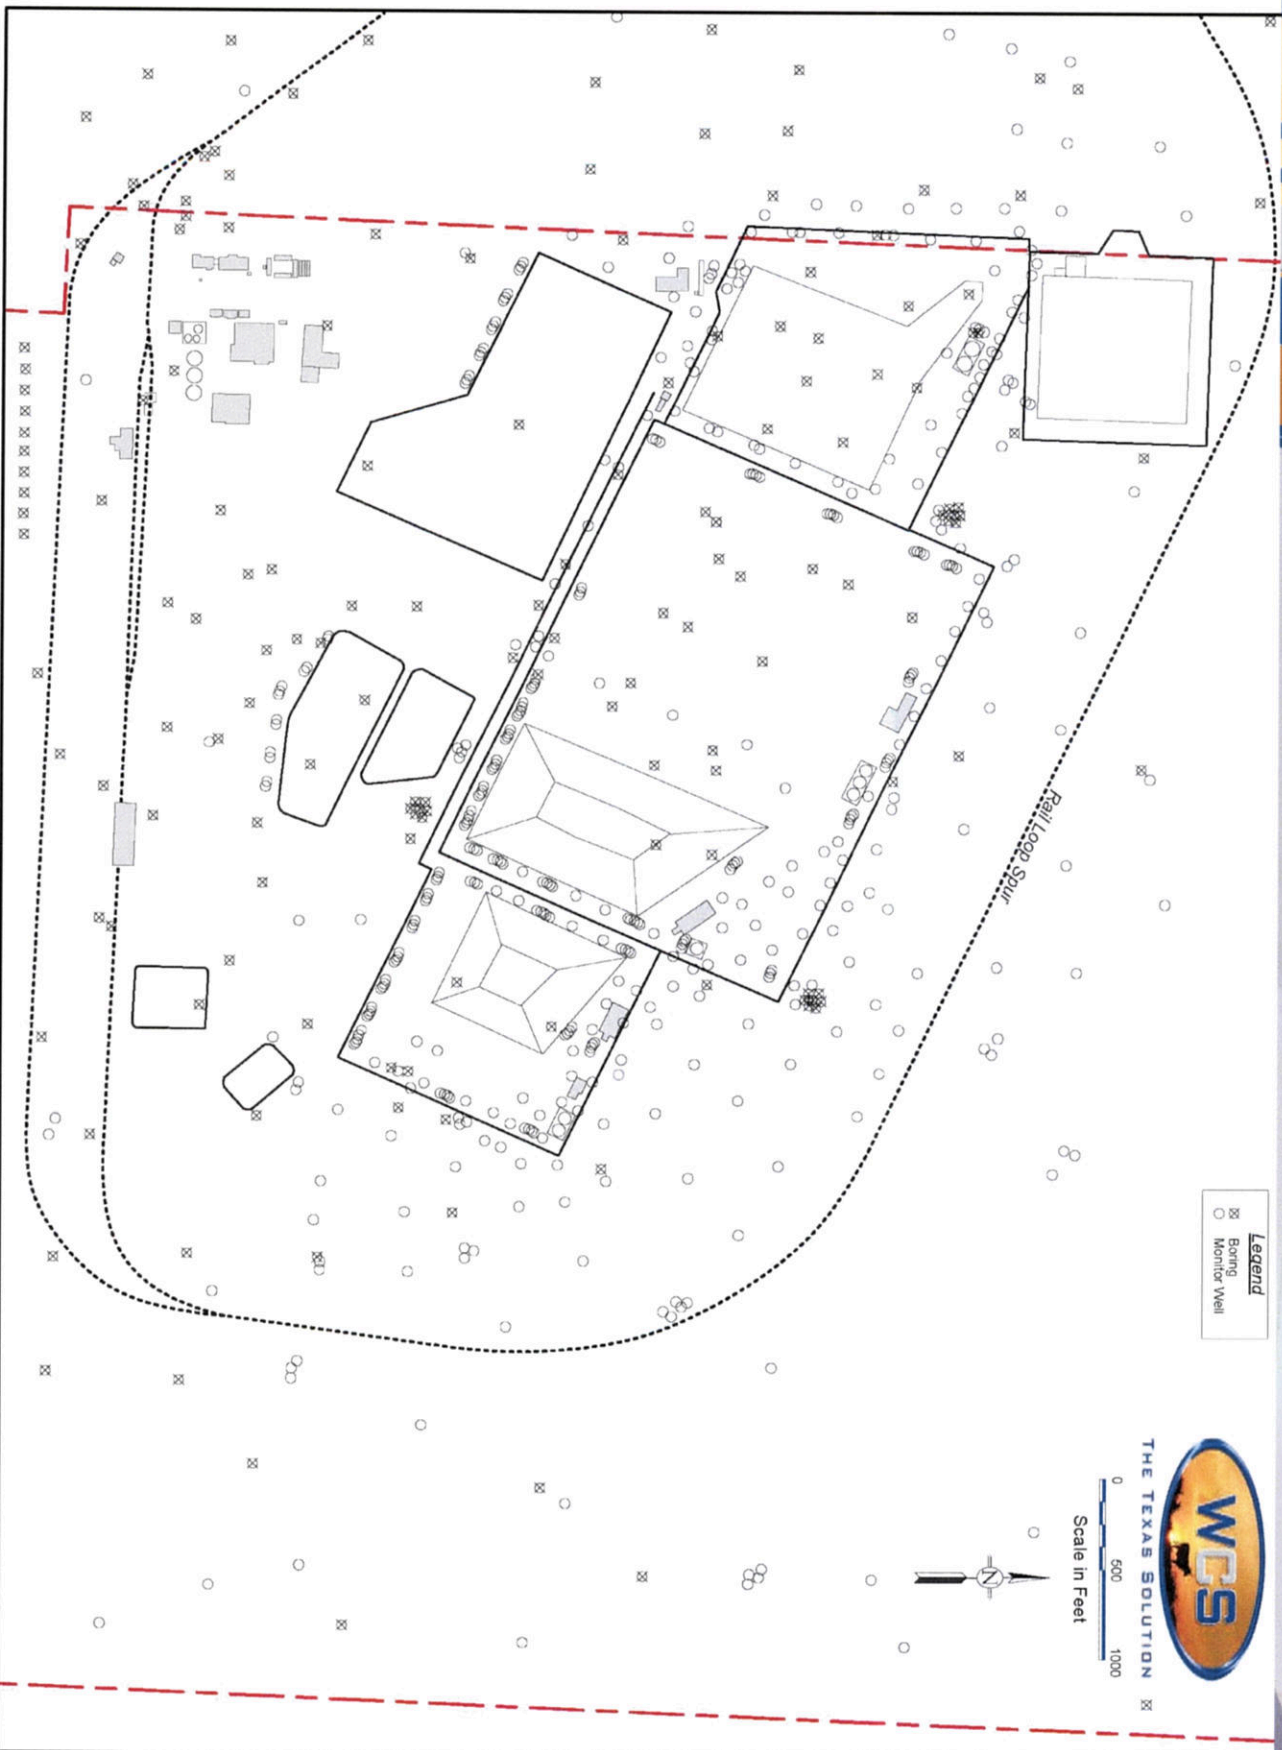 WCS
THE TEXAS SOLUTION
0 500 1000
Scale in Feet
N
Legend
Boring
Monitor Well
Rail Loop Spur